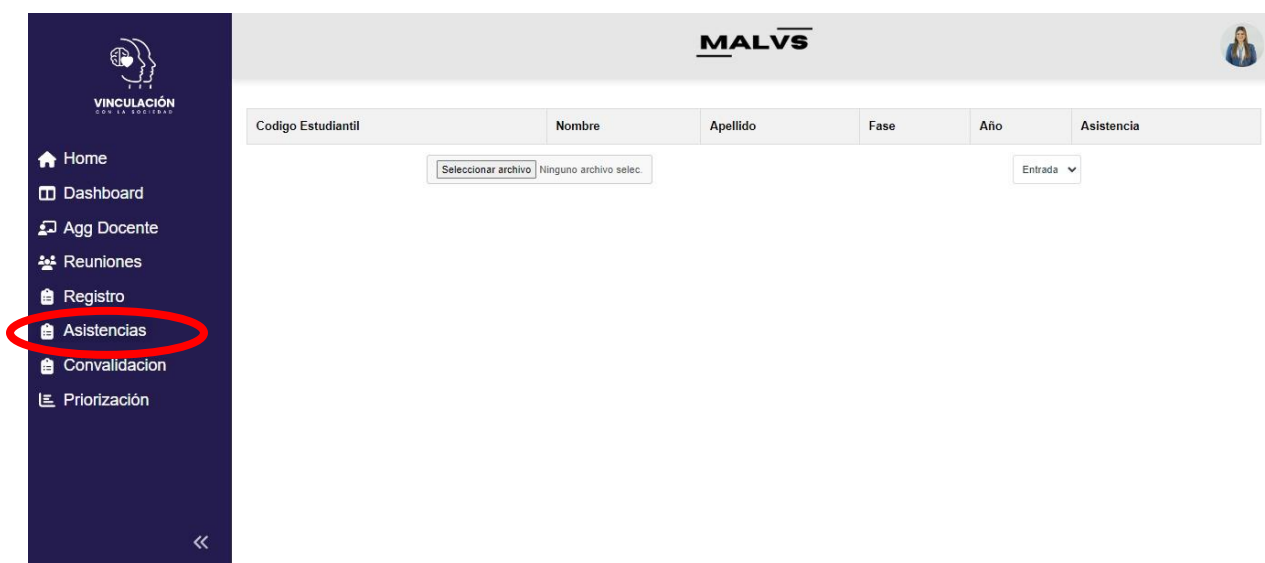 VINCULACIÓN
CON LA SOCIEDAD
Home
Dashboard
Agg Docente
Reuniones
Registro
Asistencias
Convalidacion
Priorización
MALVS
Codigo Estudiantil Nombre Apellido Fase Año Asistencia
Seleccionar archivo Ninguno archivo selec. Entrada